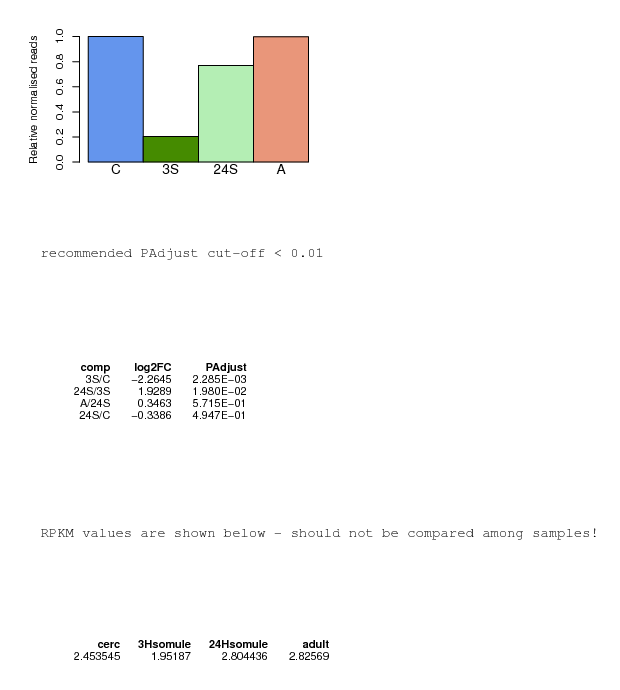 Relative normalised reads
1.0
0.8
0.6
0.4
0.2
0.0
C 3S 24S A
recommended PAdjust cut-off < 0.01
comp log2FC PAdjust
3S/C −2.2645 2.285E−03
24S/3S 1.9289 1.980E−02
A/24S 0.3463 5.715E−01
24S/C −0.3386 4.947E−01
RPKM values are shown below - should not be compared among samples!
cerc 3Hsomule 24Hsomule adult
2.453545 1.95187 2.804436 2.82569